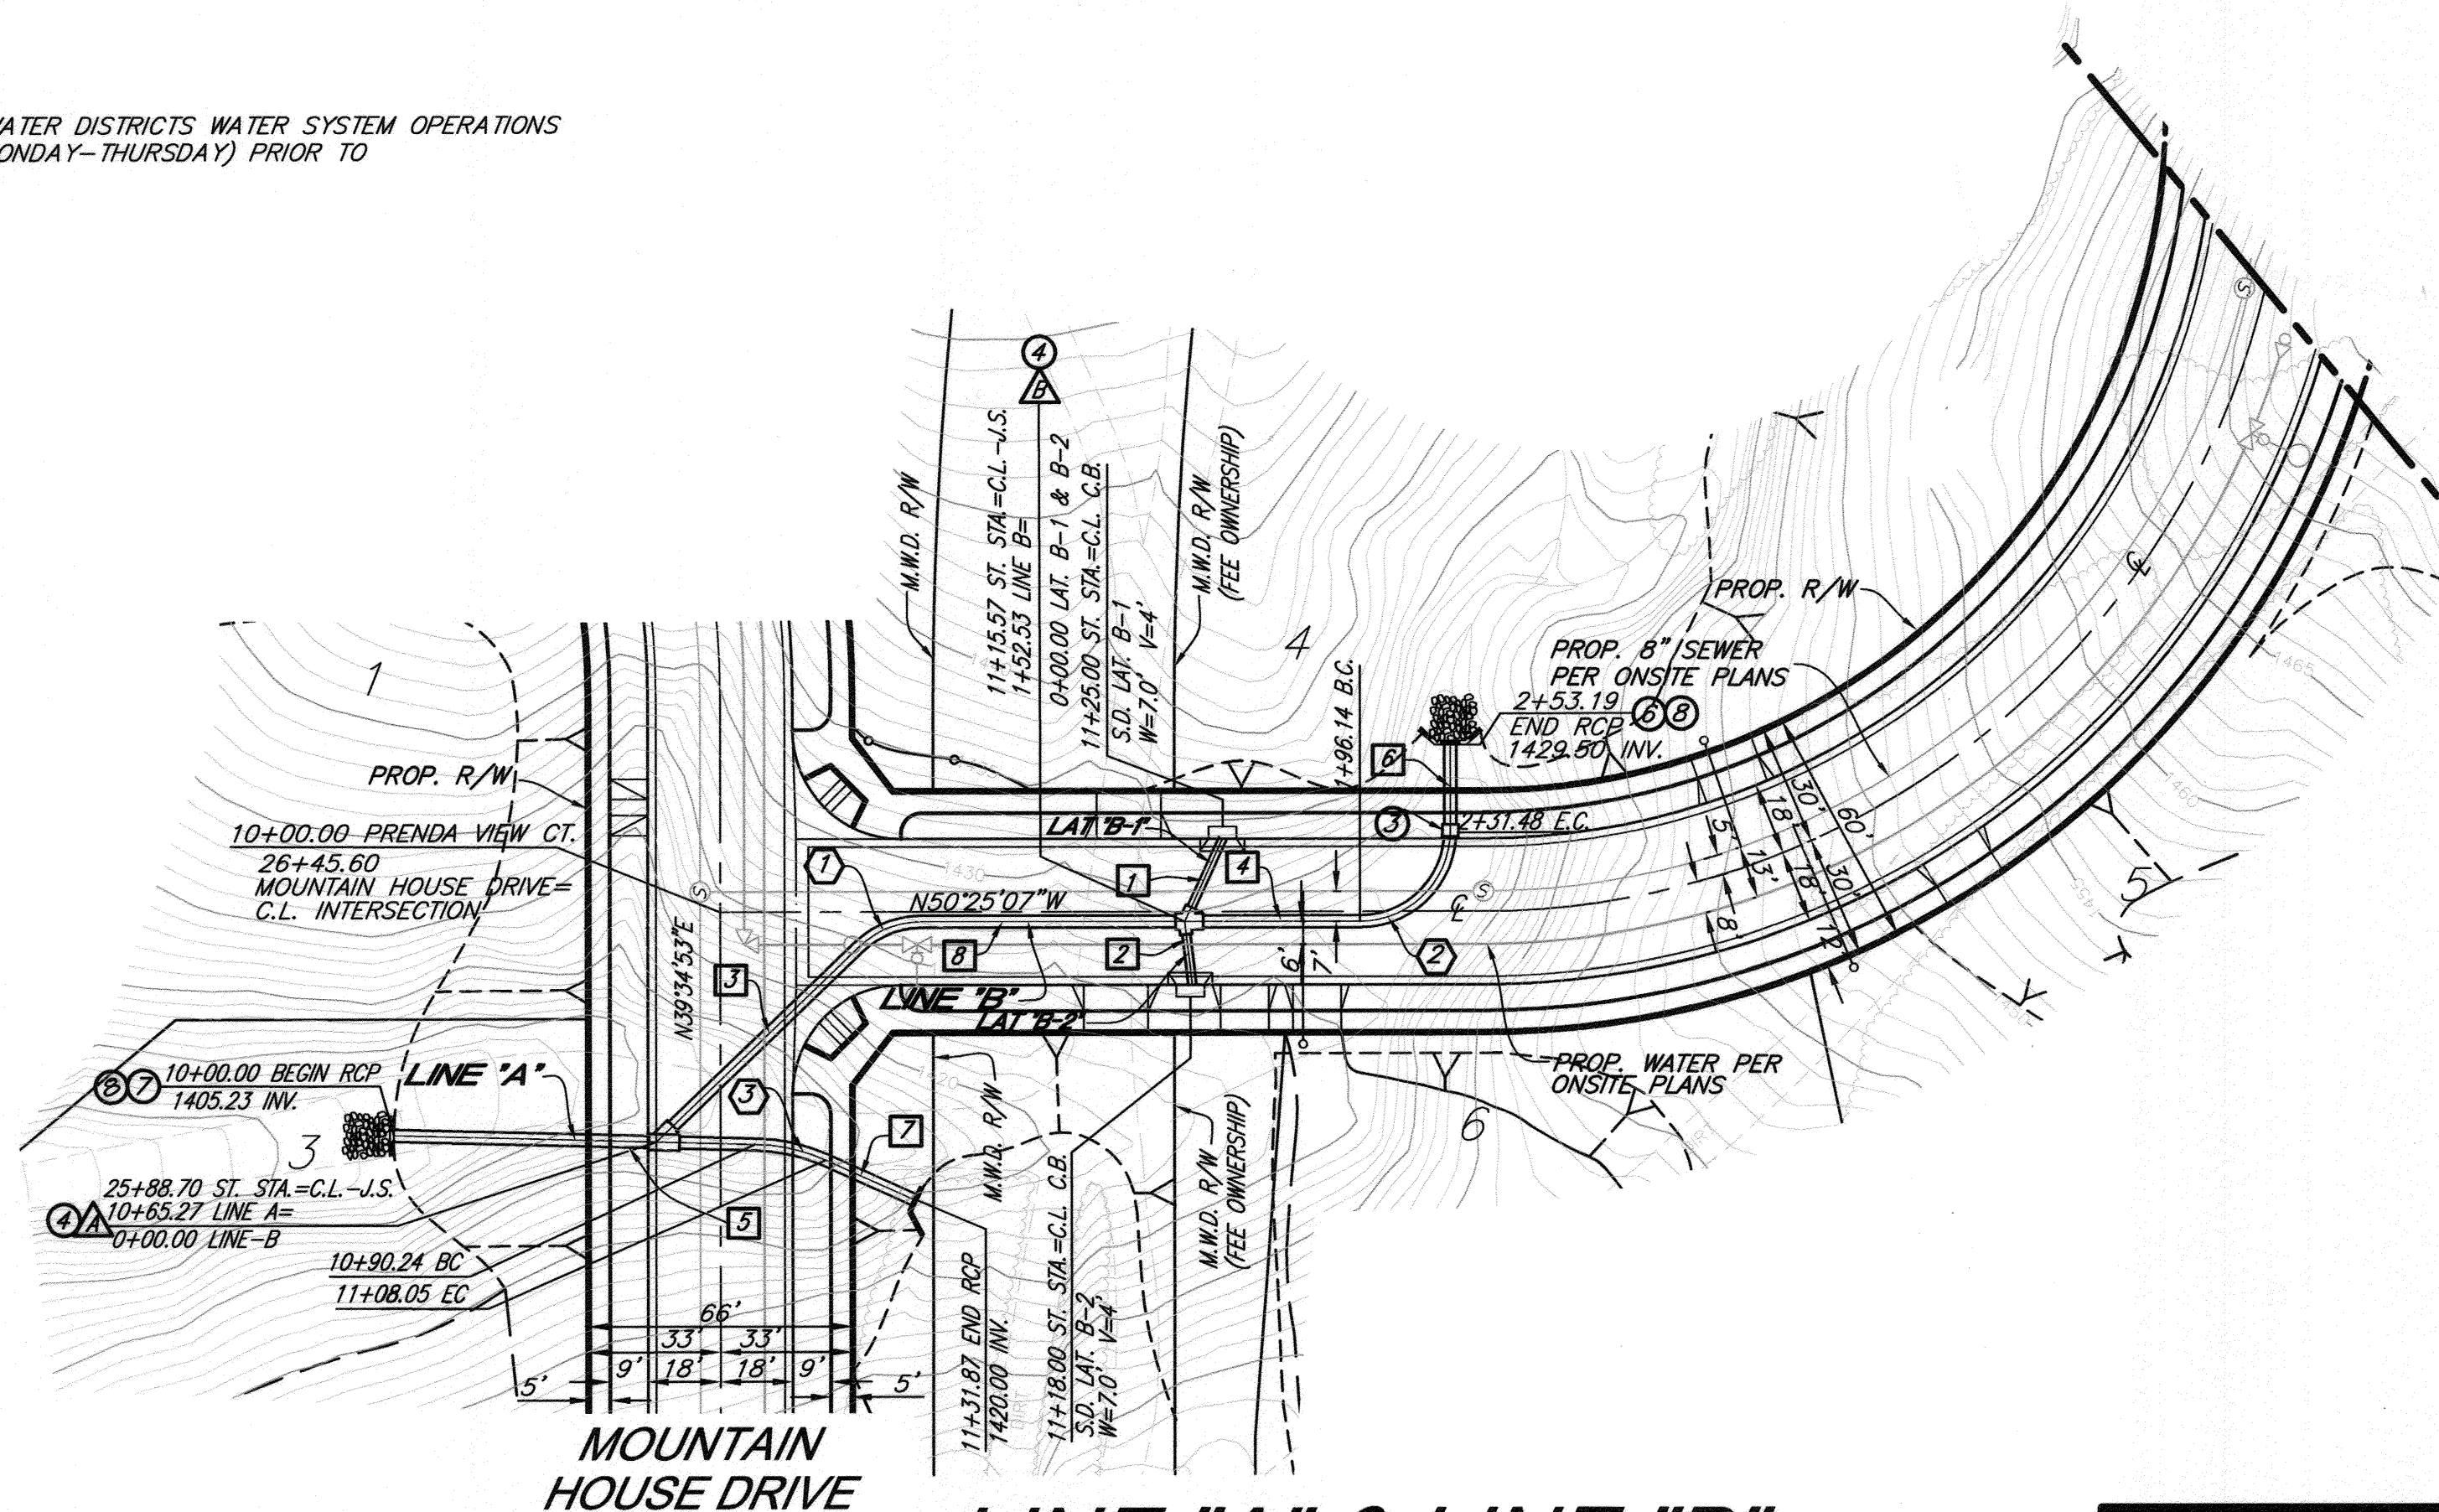 WATER DISTRICTS WATER SYSTEM OPERATIONS
ONDAY-THURSDAY) PRIOR TO
4
B
11+15.57 ST. STA.=C.L.-J.S.
1+52.53 LINE B=
0+00.00 LAT. B-1 & B-2
11+25.00 ST. STA.=C.L. C.B.
S.D. LAT. B-1
W=7.0' V=4'
M.W.D. R/W
M.W.D. R/W
(FEE OWNERSHIP)
1
4
PROP. R/W
PROP. 8" SEWER
PER ONSITE PLANS
2+53.19
END RCP
1429.50 INV.
6
8
1+96.14 B.C.
6
3
2+31.48 E.C.
PROP. R/W
10+00.00 PRENDA VIEW CT.
26+45.60
MOUNTAIN HOUSE DRIVE=
C.L. INTERSECTION
LAT "B-1"
1
1
4
N50°25'07"W
S
S
S
℄
℄
1430
1465
1460
1455
8
2
2
6'
7'
3
N39°34'53"E
LINE "B"
LAT "B-2"
5'
18'
30'
60'
13'
18'
30'
8'
12'
5
PROP. WATER PER
ONSITE PLANS
6
8
7
10+00.00 BEGIN RCP
1405.23 INV.
LINE "A"
3
3
7
4
A
25+88.70 ST. STA.=C.L.-J.S.
10+65.27 LINE A=
0+00.00 LINE-B
5
10+90.24 BC
11+08.05 EC
M.W.D. R/W
M.W.D. R/W
(FEE OWNERSHIP)
11+31.87 END RCP
1420.00 INV.
11+18.00 ST. STA.=C.L. C.B.
S.D. LAT. B-2
W=7.0' V=4'
DIRT
DIRT
66'
33' 33'
9' 18' 18' 9'
5' 5'
MOUNTAIN
HOUSE DRIVE
LINE "A" & LINE "B"